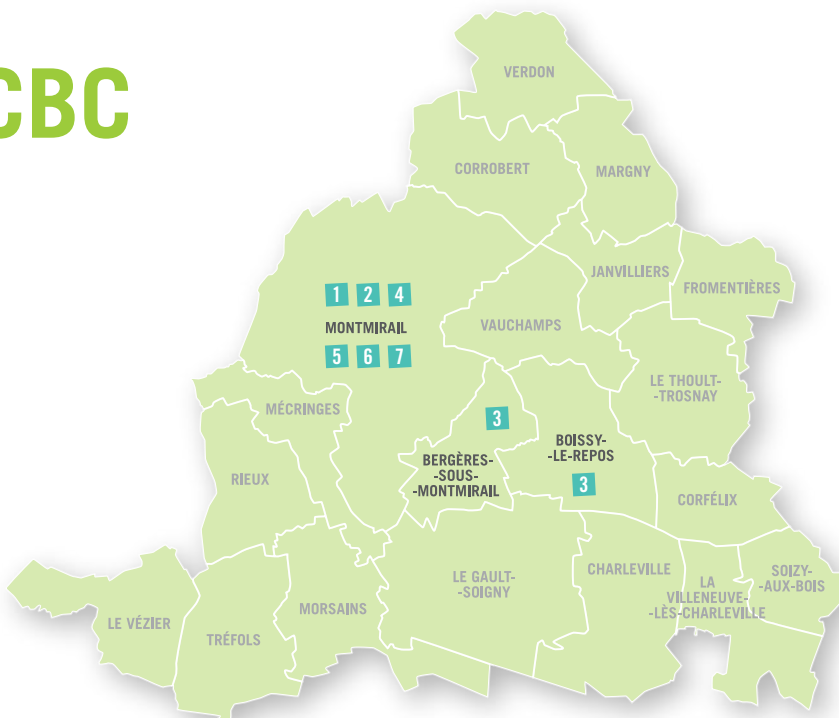 CBC
VERDON
CORROBERT
MARGNY
JANVILLIERS
FROMENTIÈRES
1 2 4
MONTMIRAIL
5 6 7
VAUCHAMPS
LE THOULT-
-TROSNAY
MÉCRINGES
3
BOISSY-
-LE-REPOS
3
BERGÈRES-
-SOUS-
-MONTMIRAIL
RIEUX
CORFÉLIX
LE GAULT-
-SOIGNY
CHARLEVILLE
LA
VILLENEUVE-
-LÈS-CHARLEVILLE
SOIZY-
-AUX-BOIS
LE VÉZIER
TRÉFOLS
MORSAINS